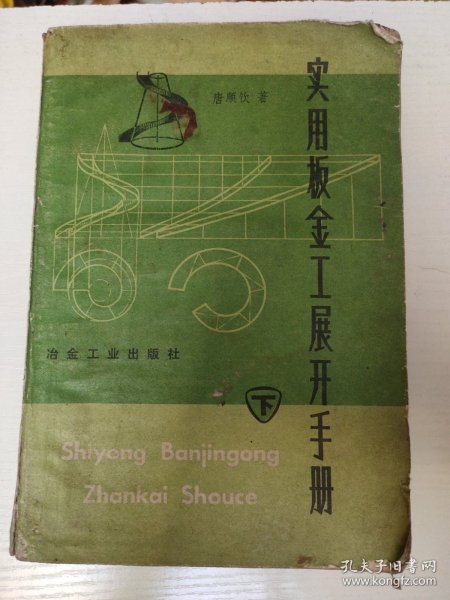 实用板金工展开手册
唐顺钦 著
冶金工业出版社
下
Shiyong Banjingong
Zhankai Shouce
孔夫子旧书网
www.kongfz.com